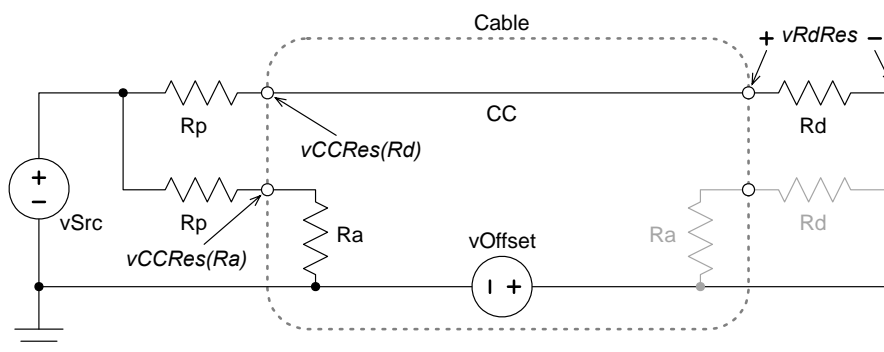 Cable
+ vRdRes −
Rp
CC
Rd
vCCRes(Rd)
+
−
vSrc
Rp
Ra
vOffset
Ra
Rd
vCCRes(Ra)
− +